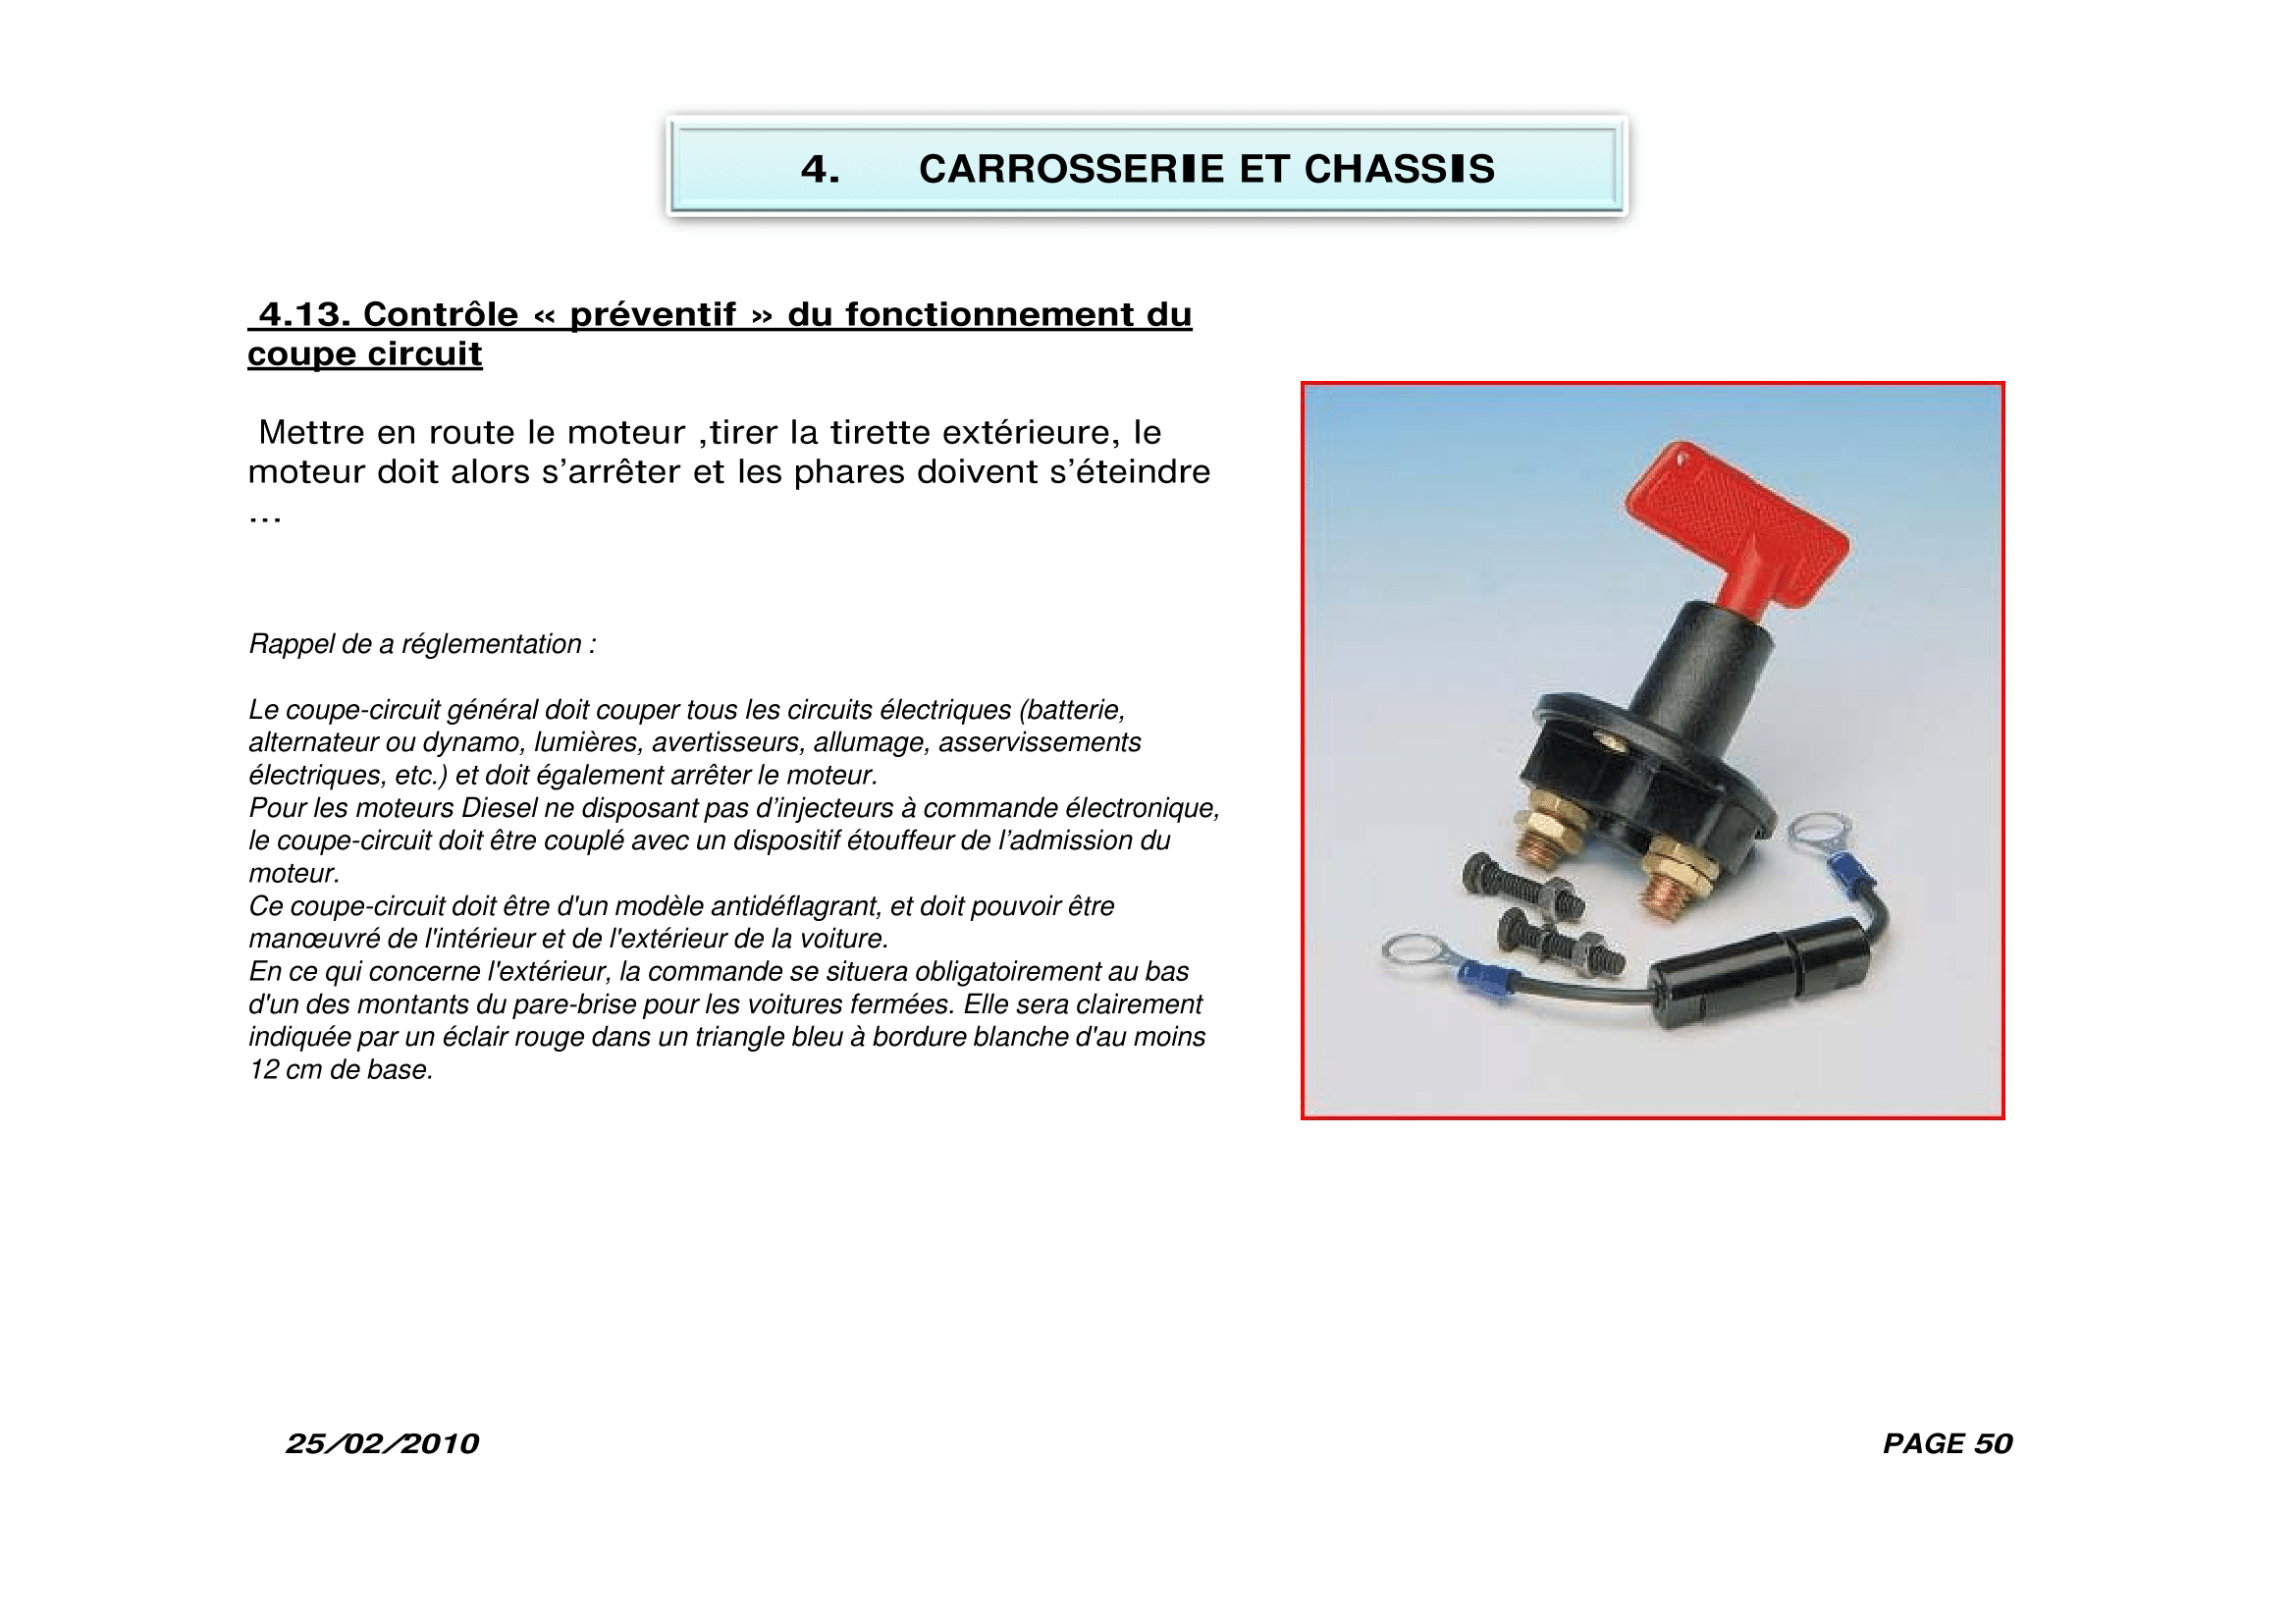 4. CARROSSERIE ET CHASSIS
4.13. Contrôle « préventif » du fonctionnement du
coupe circuit
Mettre en route le moteur ,tirer la tirette extérieure, le
moteur doit alors s’arrêter et les phares doivent s’éteindre
…
Rappel de a réglementation :
Le coupe-circuit général doit couper tous les circuits électriques (batterie,
alternateur ou dynamo, lumières, avertisseurs, allumage, asservissements
électriques, etc.) et doit également arrêter le moteur.
Pour les moteurs Diesel ne disposant pas d’injecteurs à commande électronique,
le coupe-circuit doit être couplé avec un dispositif étouffeur de l’admission du
moteur.
Ce coupe-circuit doit être d'un modèle antidéflagrant, et doit pouvoir être
manœuvré de l'intérieur et de l'extérieur de la voiture.
En ce qui concerne l'extérieur, la commande se situera obligatoirement au bas
d'un des montants du pare-brise pour les voitures fermées. Elle sera clairement
indiquée par un éclair rouge dans un triangle bleu à bordure blanche d'au moins
12 cm de base.
25/02/2010
PAGE 50